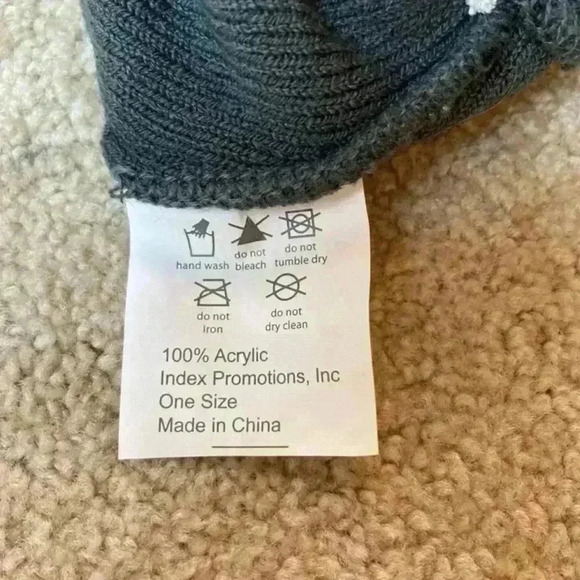 hand wash do not bleach do not tumble dry
do not iron do not dry clean
100% Acrylic
Index Promotions, Inc
One Size
Made in China